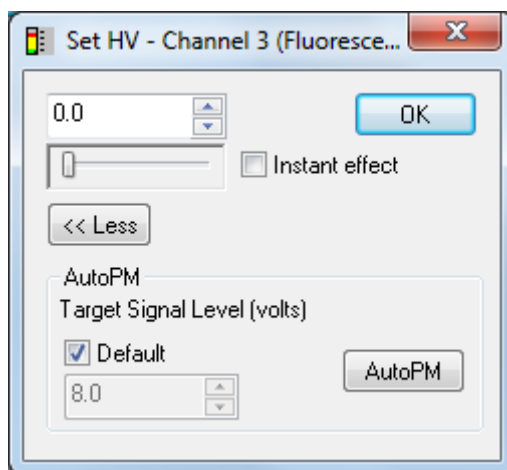 Set HV - Channel 3 (Fluoresce...
0.0
OK
Instant effect
<< Less
AutoPM
Target Signal Level (volts)
Default
8.0
AutoPM